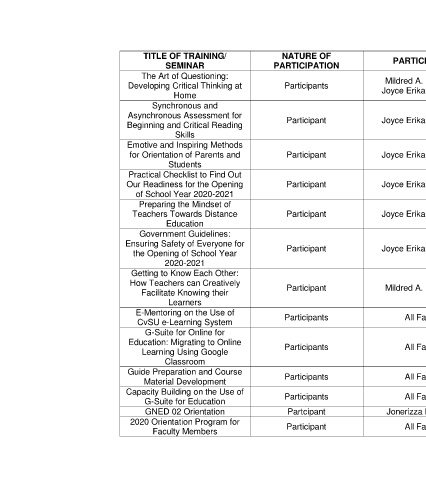 TITLE OF TRAINING/ NATURE OF PARTICI
SEMINAR PARTICIPATION
The Art of Questioning:
Developing Critical Thinking at Participants Mildred A.
Home Joyce Erika
Synchronous and
Asynchronous Assessment for Participant Joyce Erika
Beginning and Critical Reading
Skills
Emotive and Inspiring Methods
for Orientation of Parents and Participant Joyce Erika
Students
Practical Checklist to Find Out
Our Readiness for the Opening Participant Joyce Erika
of School Year 2020-2021
Preparing the Mindset of
Teachers Towards Distance Participant Joyce Erika
Education
Government Guidelines:
Ensuring Safety of Everyone for Participant Joyce Erika
the Opening of School Year
2020-2021
Getting to Know Each Other:
How Teachers can Creatively Participant Mildred A.
Facilitate Knowing their
Learners
E-Mentoring on the Use of Participants All Fa
CvSU e-Learning System
G-Suite for Online for
Education: Migrating to Online Participants All Fa
Learning Using Google
Classroom
Guide Preparation and Course Participants All Fa
Material Development
Capacity Building on the Use of Participants All Fa
G-Suite for Education
GNED 02 Orientation Partcipant Jonerizza
2020 Orientation Program for Participant All Fa
Faculty Members